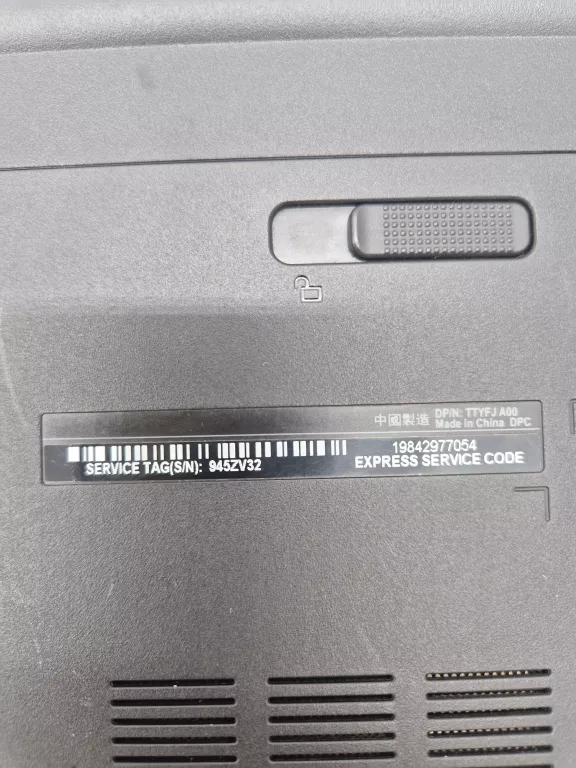 中國製造 DP/N: TTYFJ A00
Made in China DPC
19842977054
SERVICE TAG(S/N): 945ZV32 EXPRESS SERVICE CODE